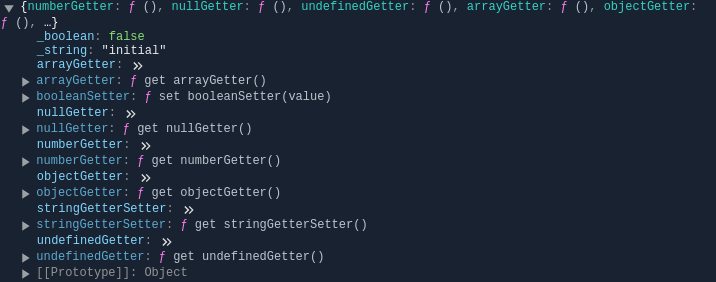 {numberGetter: ƒ (), nullGetter: ƒ (), undefinedGetter: ƒ (), arrayGetter: ƒ (), objectGetter:
ƒ (), …}
_boolean: false
_string: "initial"
arrayGetter: »
arrayGetter: ƒ get arrayGetter()
booleanSetter: ƒ set booleanSetter(value)
nullGetter: »
nullGetter: ƒ get nullGetter()
numberGetter: »
numberGetter: ƒ get numberGetter()
objectGetter: »
objectGetter: ƒ get objectGetter()
stringGetterSetter: »
stringGetterSetter: ƒ get stringGetterSetter()
undefinedGetter: »
undefinedGetter: ƒ get undefinedGetter()
[[Prototype]]: Object